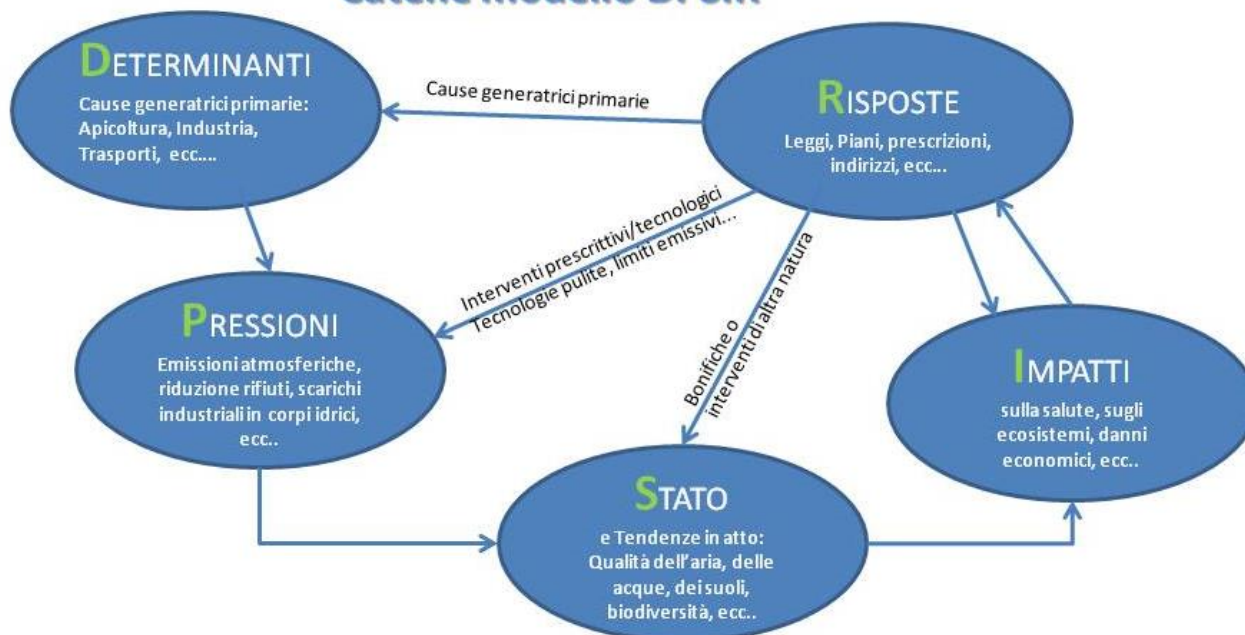 DETERMINANTI
Cause generatrici primarie:
Apicoltura, Industria,
Trasporti, ecc....
Cause generatrici primarie
RISPOSTE
Leggi, Piani, prescrizioni,
indirizzi, ecc...
Interventi prescrittivi/tecnologici
Tecnologie pulite, limiti emissivi...
Bonifiche o
interventi di altra natura
PRESSIONI
Emissioni atmosferiche,
riduzione rifiuti, scarichi
industriali in corpi idrici,
ecc..
IMPATTI
sulla salute, sugli
ecosistemi, danni
economici, ecc..
STATO
e Tendenze in atto:
Qualità dell'aria, delle
acque, dei suoli,
biodiversità, ecc..